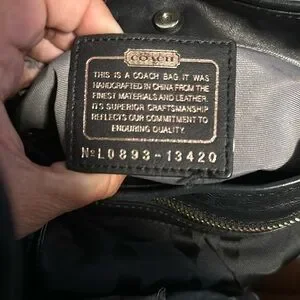 COACH
THIS IS A COACH BAG. IT WAS
HANDCRAFTED IN CHINA FROM THE
FINEST MATERIALS AND LEATHER.
ITS SUPERIOR CRAFTSMANSHIP
REFLECTS OUR COMMITMENT TO
ENDURING QUALITY.
Nº L0893-13420